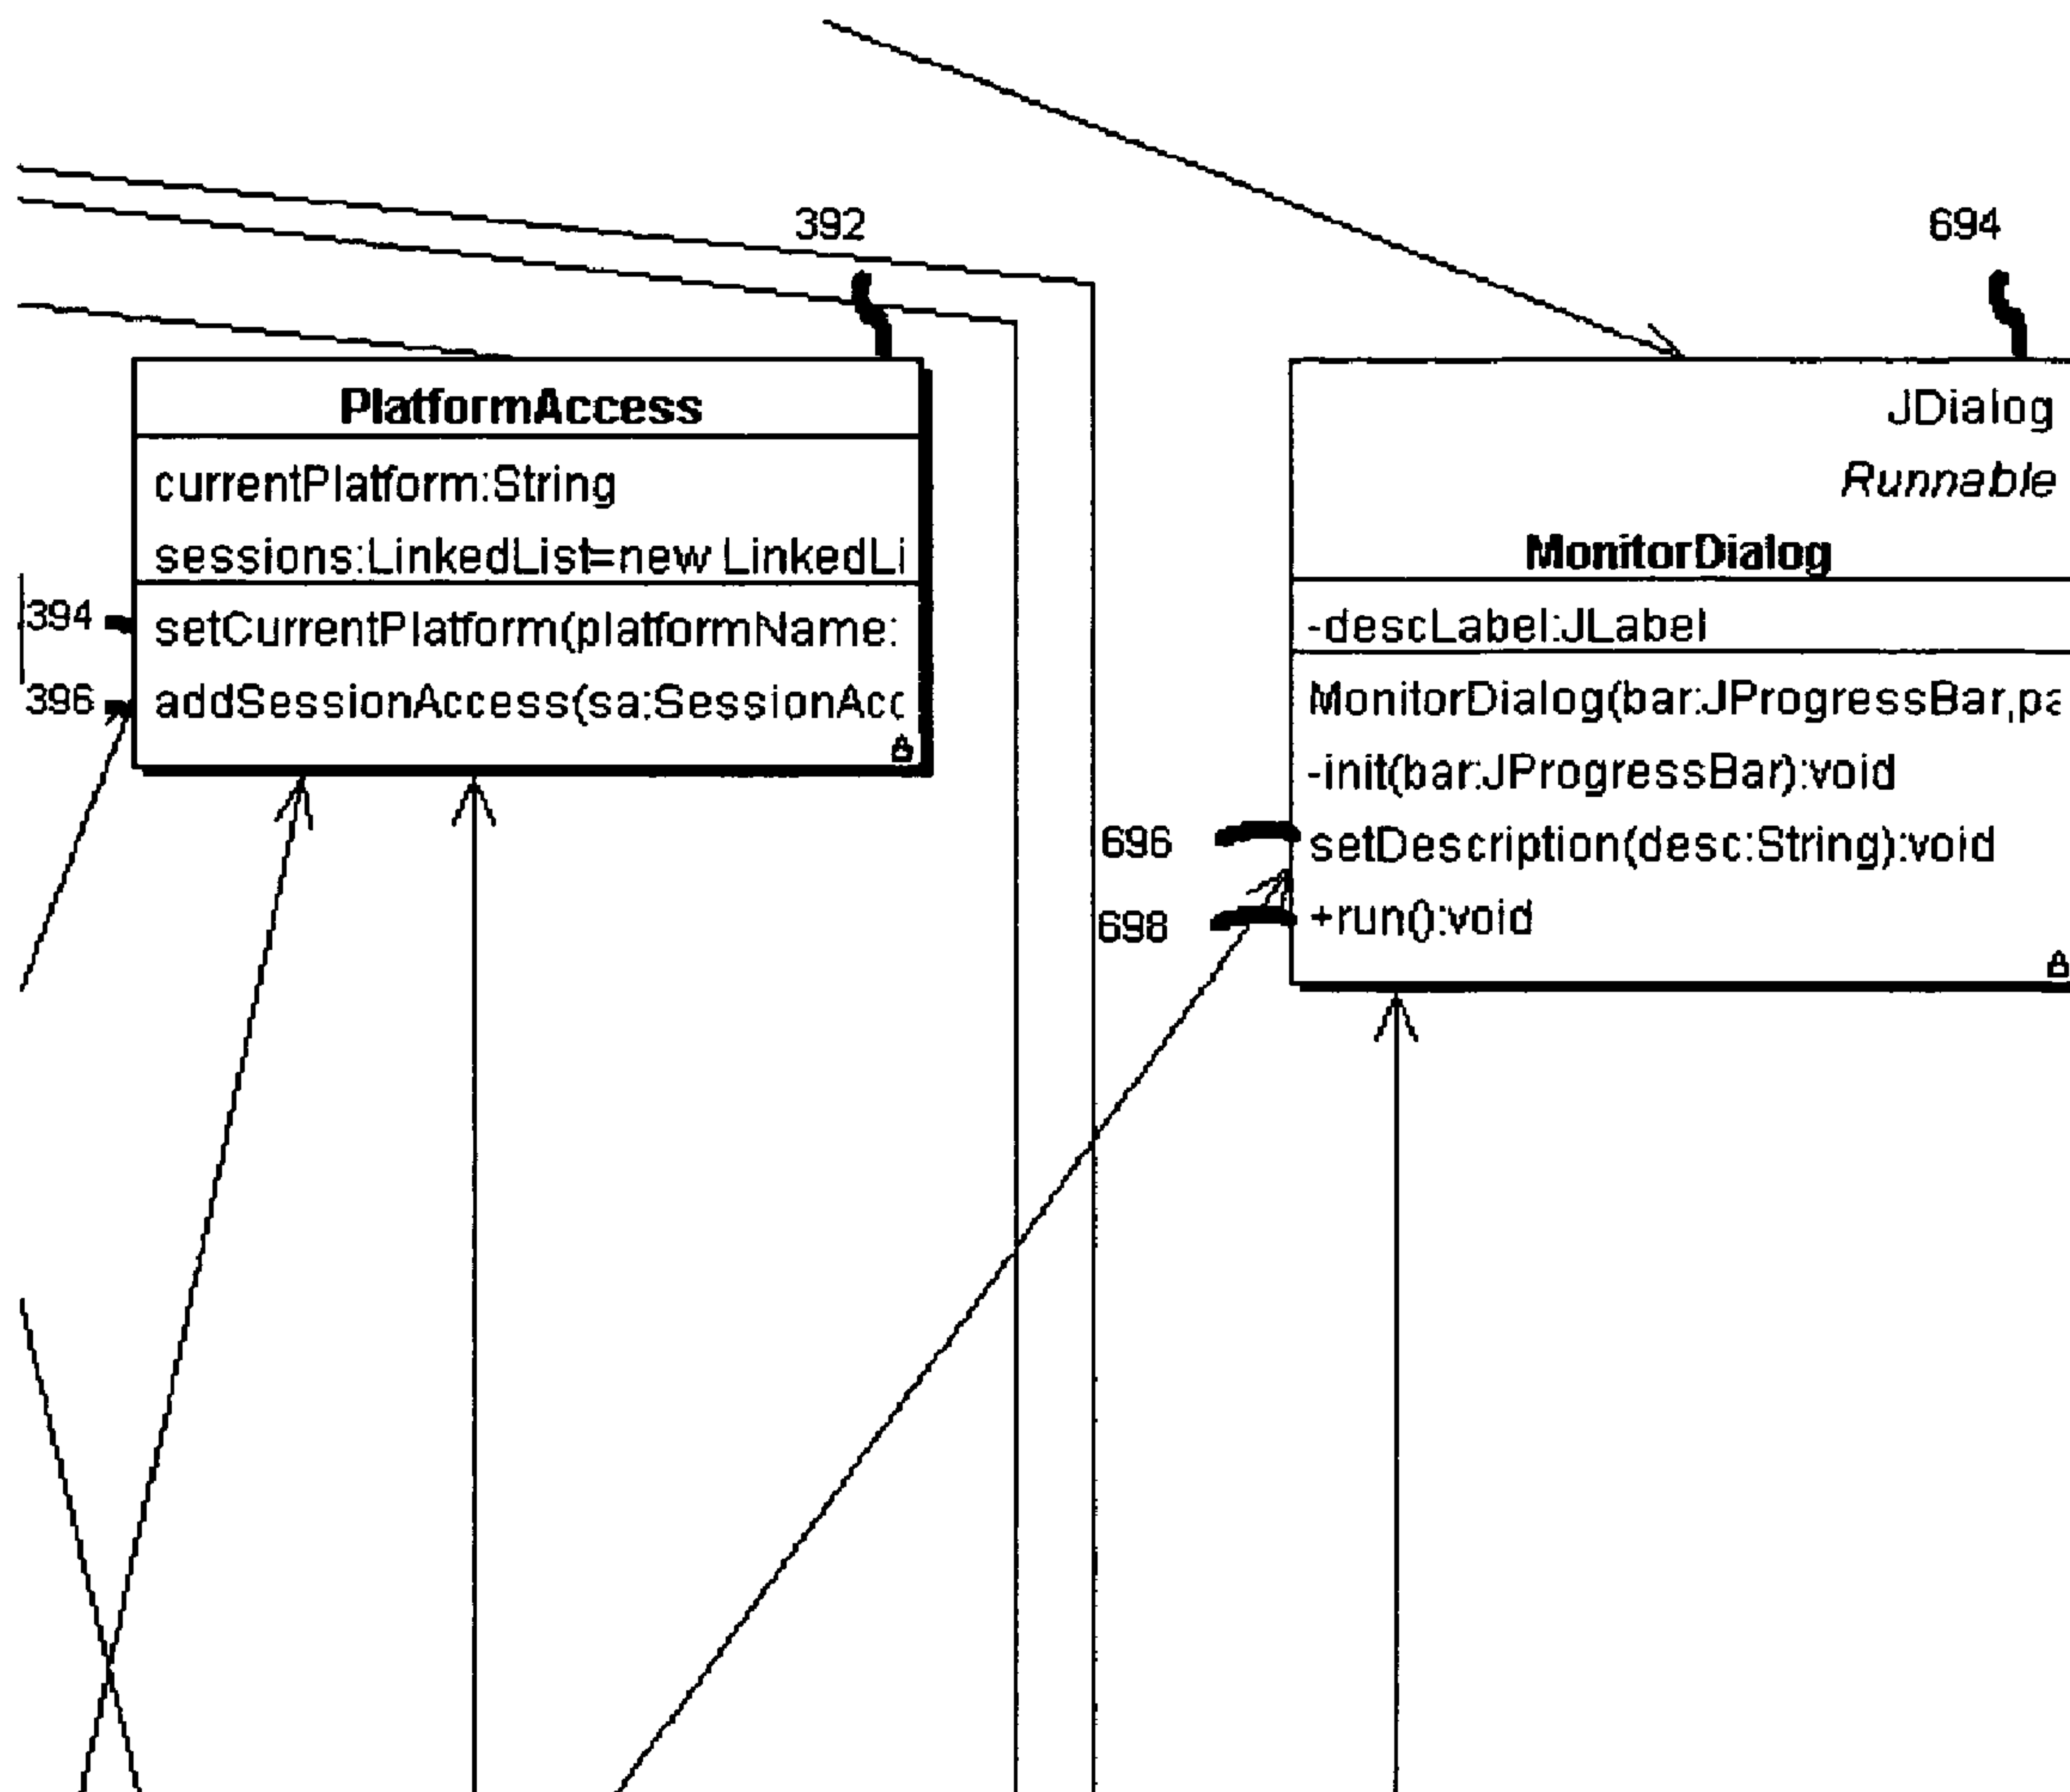 392
694
PlatformAccess
currentPlatform:String
sessions:LinkedList=new LinkedLi
394
setCurrentPlatform(platformName:
396
addSessionAccess(sa:SessionAcc
JDialog
Runnable
MonitorDialog
-descLabel:JLabel
MonitorDialog(bar:JProgressBar,pa
-init(bar:JProgressBar):void
696
setDescription(desc:String):void
698
+run():void